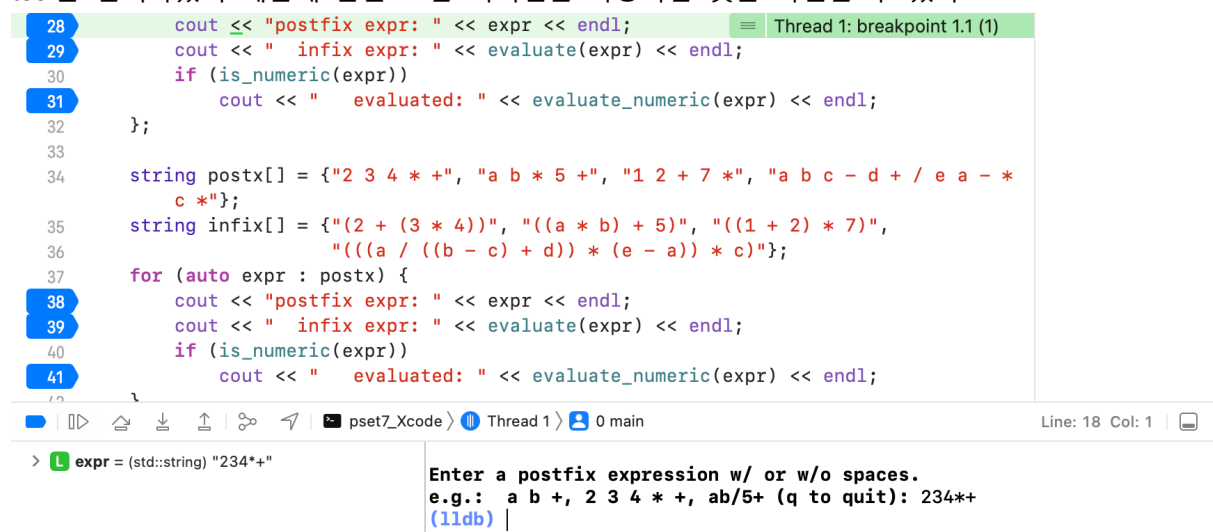 28 cout << "postfix expr: " << expr << endl; Thread 1: breakpoint 1.1 (1)
29 cout << "  infix expr: " << evaluate(expr) << endl;
30 if (is_numeric(expr))
31 cout << "   evaluated: " << evaluate_numeric(expr) << endl;
32 };
33
34 string postx[] = {"2 3 4 * +", "a b * 5 +", "1 2 + 7 *", "a b c - d + / e a - *
c *"};
35 string infix[] = {"(2 + (3 * 4))", "((a * b) + 5)", "((1 + 2) * 7)",
36 "(((a / ((b - c) + d)) * (e - a)) * c)"};
37 for (auto expr : postx) {
38 cout << "postfix expr: " << expr << endl;
39 cout << "  infix expr: " << evaluate(expr) << endl;
40 if (is_numeric(expr))
41 cout << "   evaluated: " << evaluate_numeric(expr) << endl;
pset7_Xcode 〉 Thread 1 〉 0 main Line: 18 Col: 1
L expr = (std::string) "234*+"
Enter a postfix expression w/ or w/o spaces.
e.g.:  a b +, 2 3 4 * +, ab/5+ (q to quit): 234*+
(lldb)